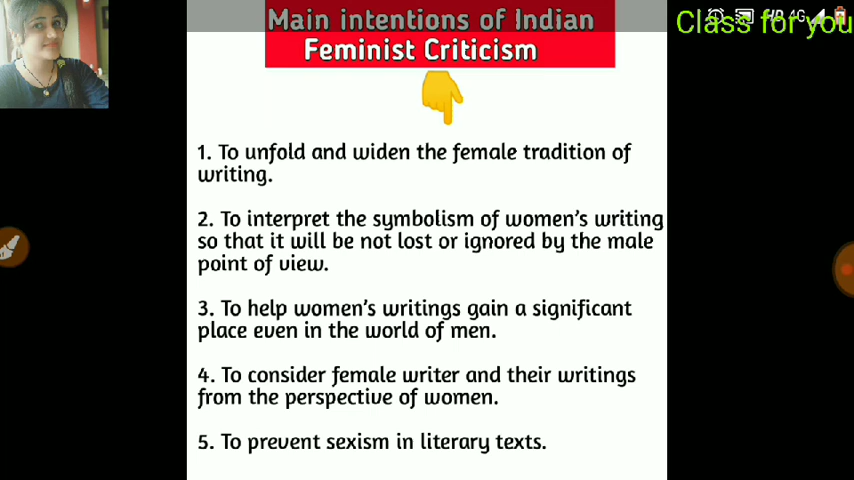 Main intentions of Indian
Feminist Criticism
Class for you
HD 4G
1. To unfold and widen the female tradition of
writing.
2. To interpret the symbolism of women's writing
so that it will be not lost or ignored by the male
point of view.
3. To help women's writings gain a significant
place even in the world of men.
4. To consider female writer and their writings
from the perspective of women.
5. To prevent sexism in literary texts.